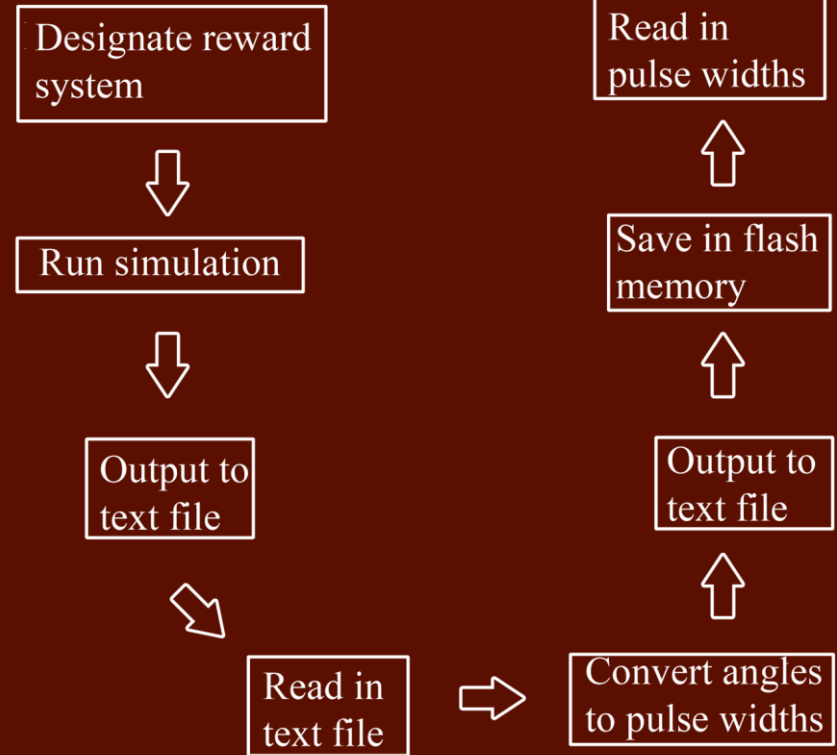 Designate reward
system
Run simulation
Output to
text file
Read in
text file
Convert angles
to pulse widths
Output to
text file
Save in flash
memory
Read in
pulse widths